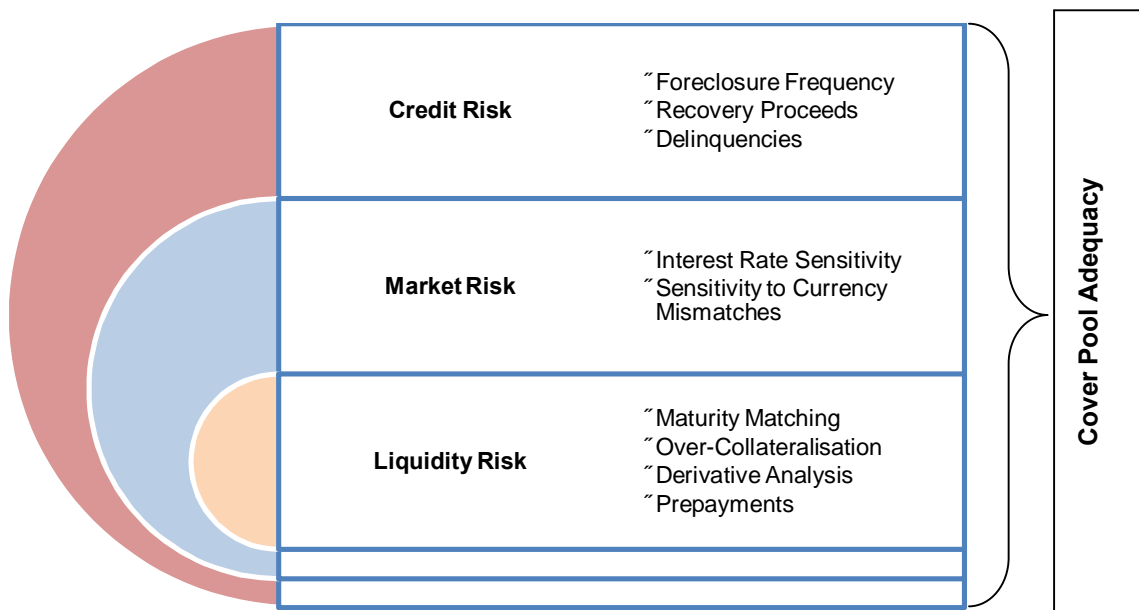 Credit Risk
˝Foreclosure Frequency
˝Recovery Proceeds
˝Delinquencies
Market Risk
˝Interest Rate Sensitivity
˝Sensitivity to Currency
Mismatches
Liquidity Risk
˝Maturity Matching
˝Over-Collateralisation
˝Derivative Analysis
˝Prepayments
Cover Pool Adequacy